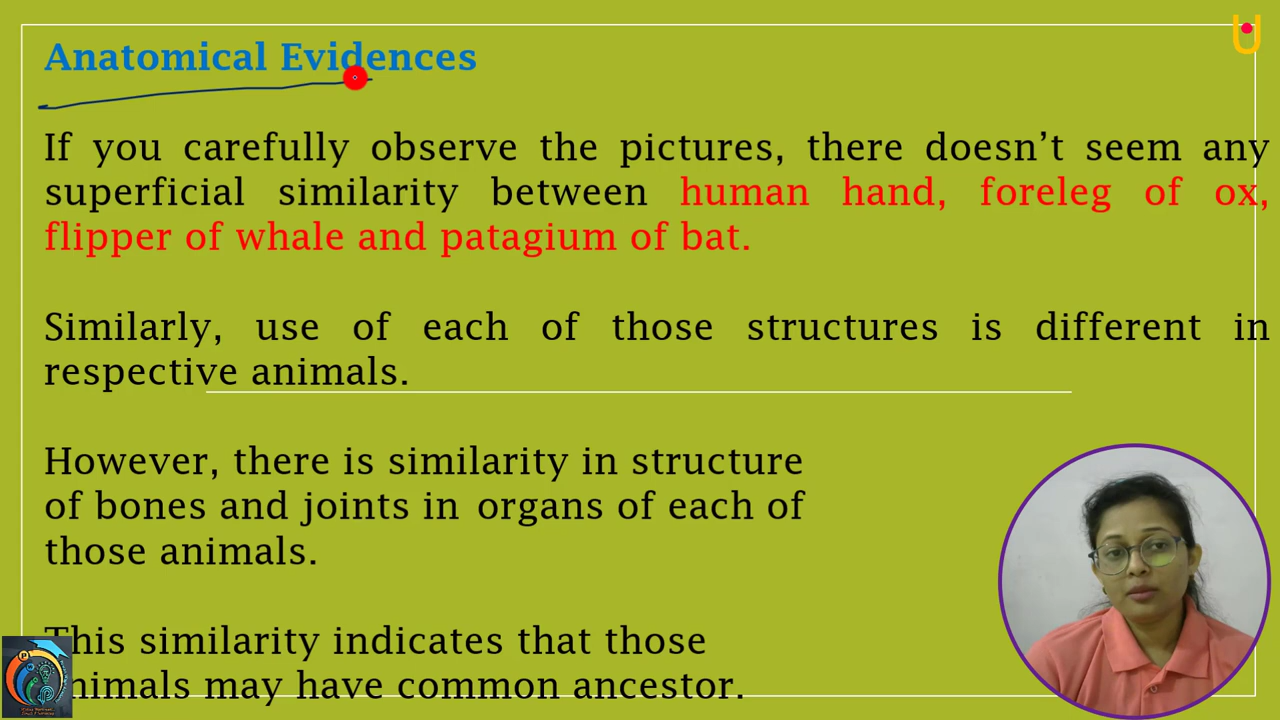 Anatomical Evidences
If you carefully observe the pictures, there doesn’t seem any
superficial similarity between human hand, foreleg of ox,
flipper of whale and patagium of bat.
Similarly, use of each of those structures is different in
respective animals.
However, there is similarity in structure
of bones and joints in organs of each of
those animals.
This similarity indicates that those
animals may have common ancestor.